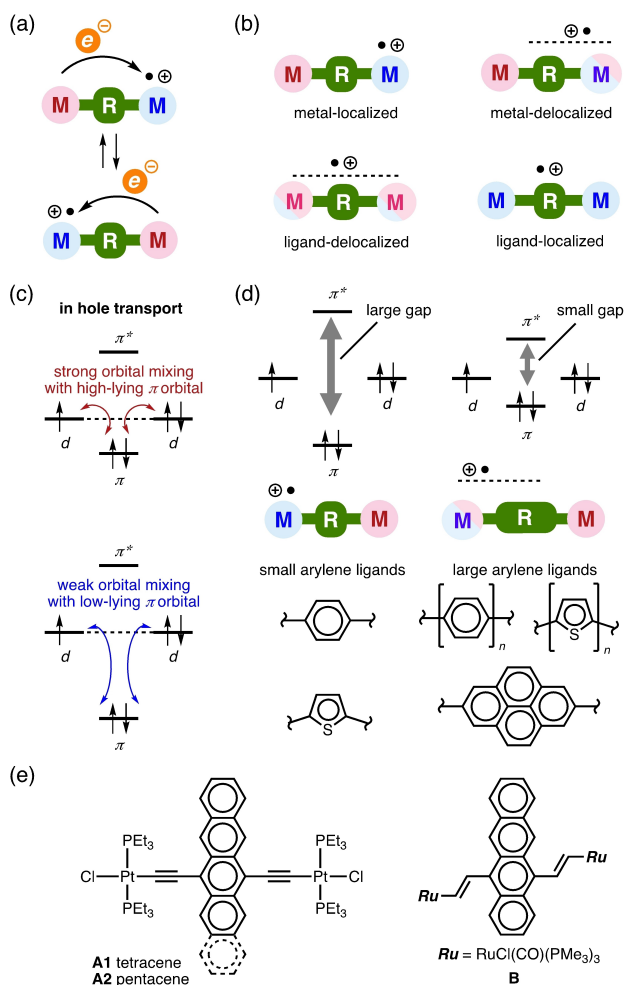 (a)
e⊖
• ⊕
M R M
e⊖
⊕ •
M R M
(b)
• ⊕
M R M
metal-localized
⊕ •
M R M
metal-delocalized
• ⊕
M R M
ligand-delocalized
• ⊕
M R M
ligand-localized
(c)
in hole transport
π*
strong orbital mixing
with high-lying π orbital
d d
π
π*
weak orbital mixing
with low-lying π orbital
d d
π
(d)
π*
large gap
d d
π
⊕ •
M R M
small arylene ligands
S
π*
small gap
d d
π
⊕ •
M R M
large arylene ligands
n
S
n
(e)
PEt3 PEt3
Cl Pt Pt Cl
PEt3 PEt3
A1 tetracene
A2 pentacene
Ru
Ru
Ru = RuCl(CO)(PMe3)3
B